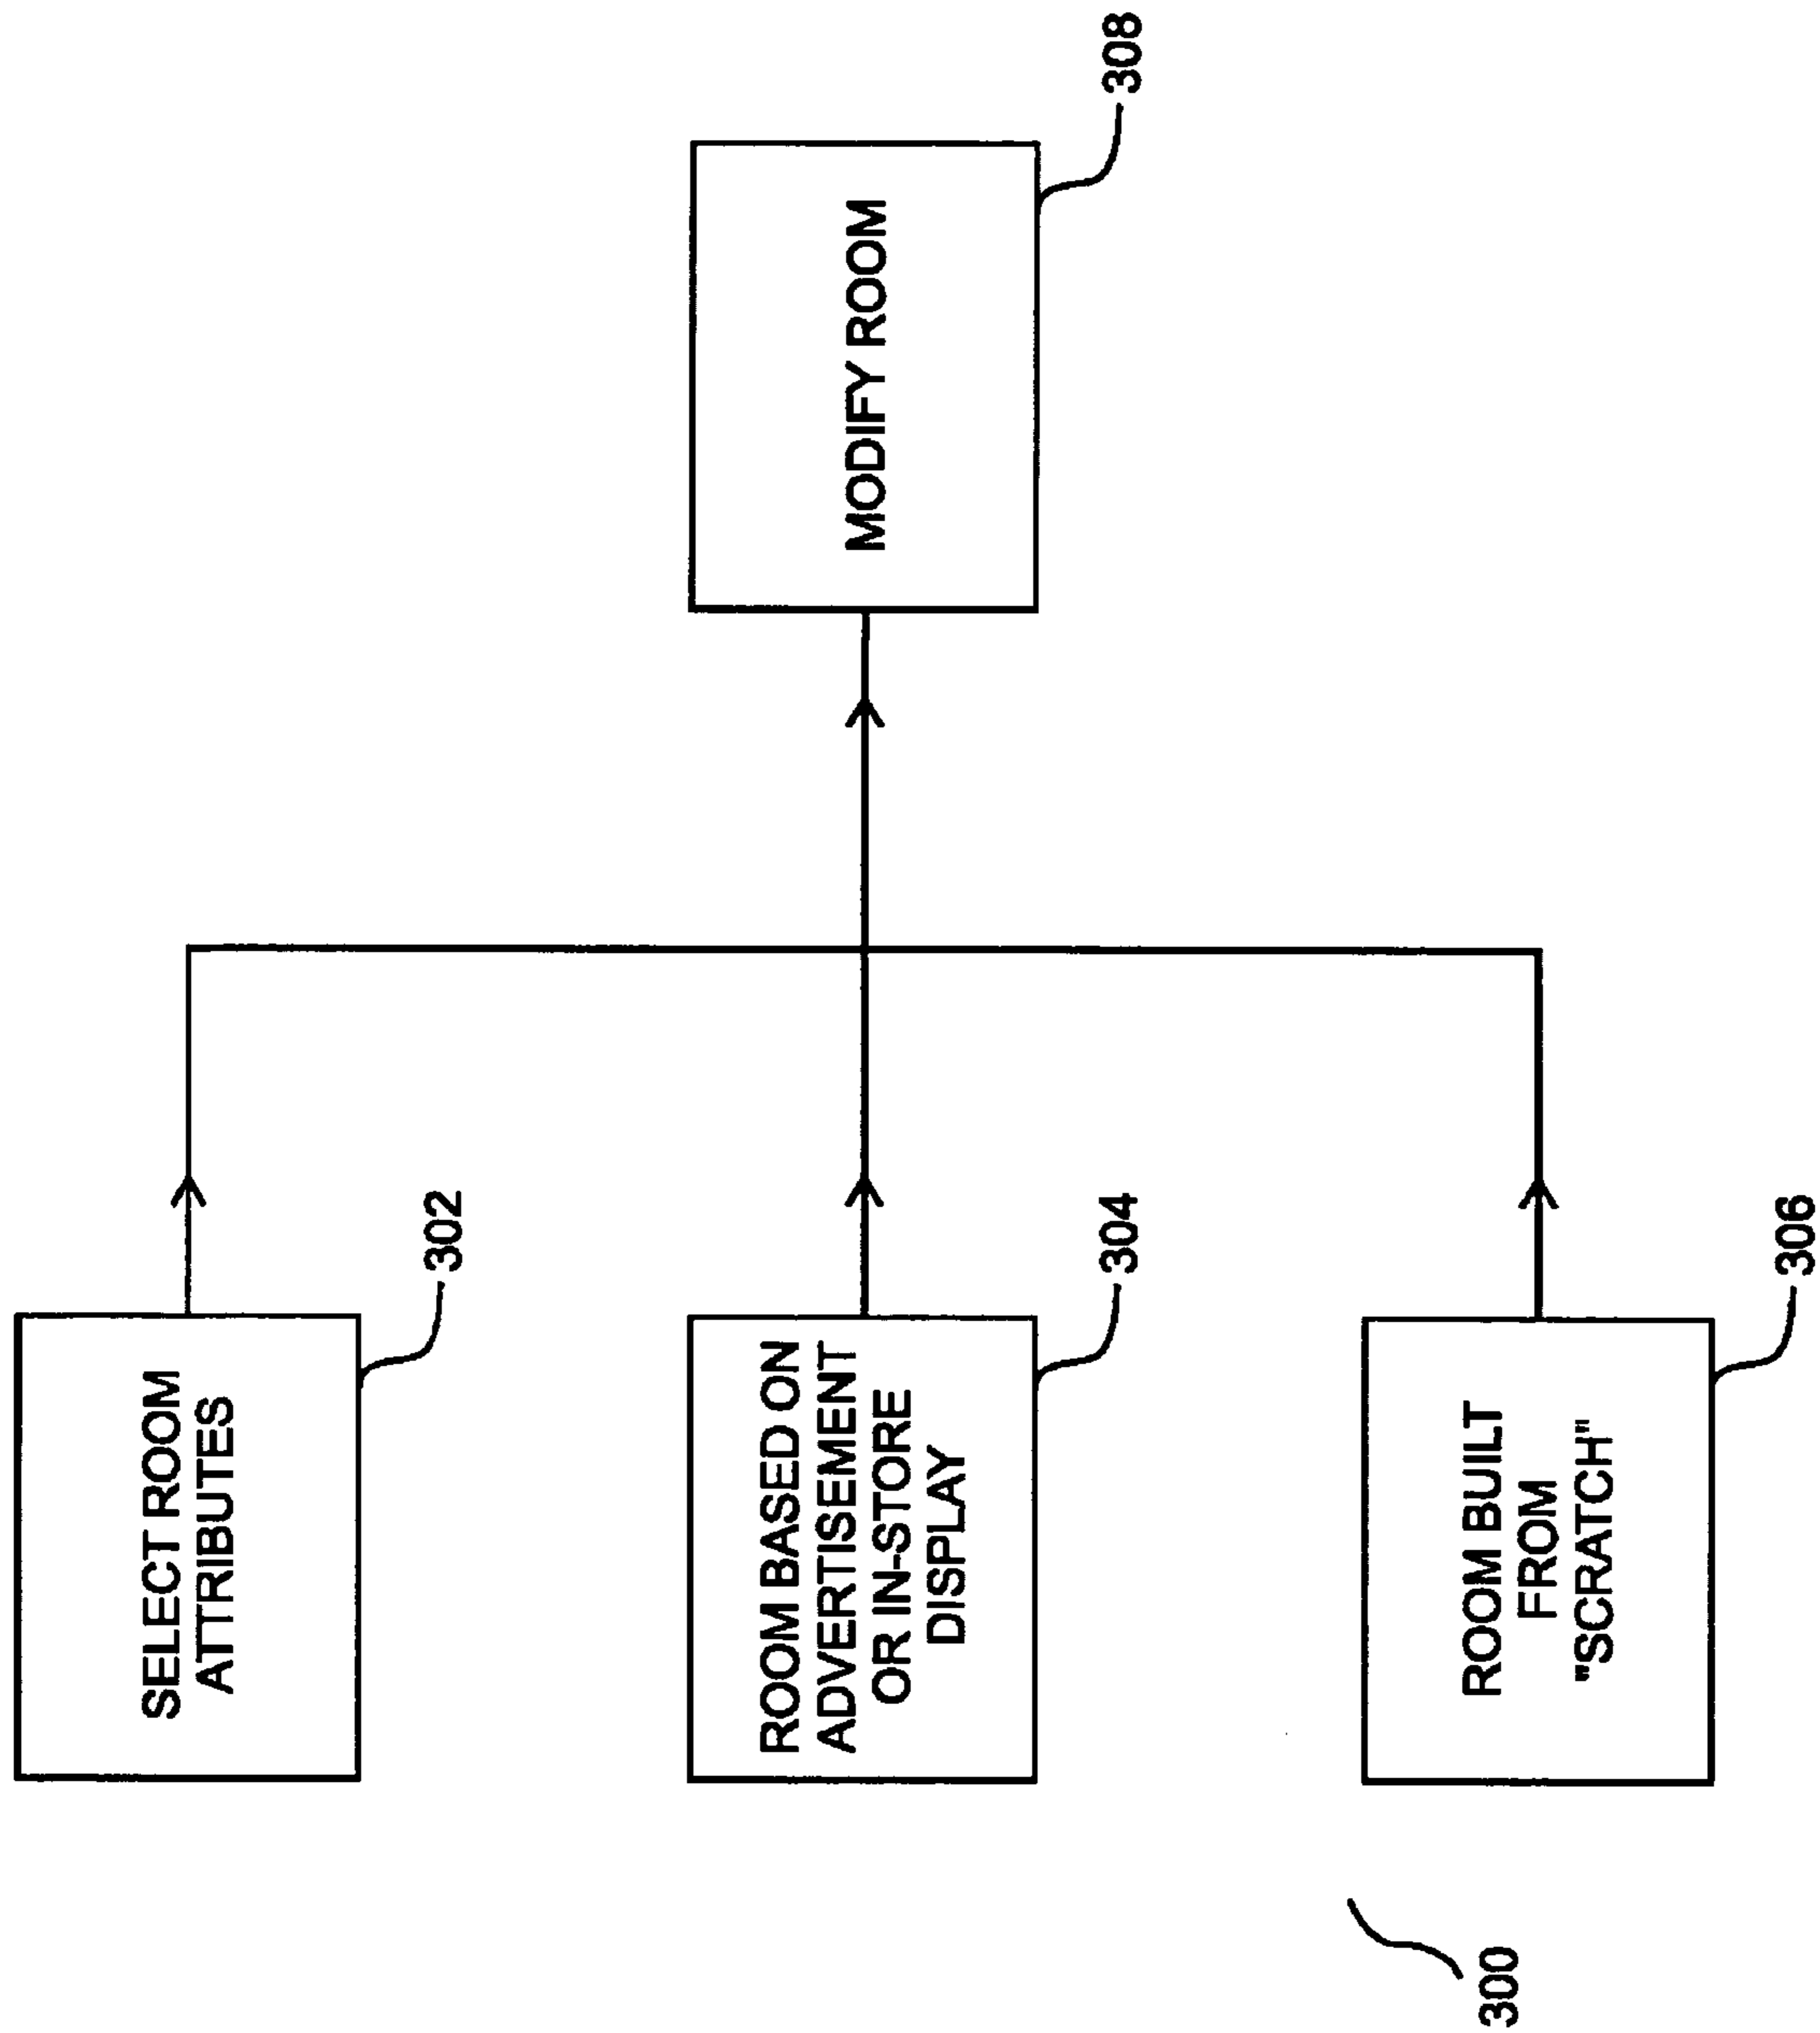 SELECT ROOM
ATTRIBUTES
302
ROOM BASED ON
ADVERTISEMENT
OR IN-STORE
DISPLAY
304
ROOM BUILT
FROM
"SCRATCH"
306
MODIFY ROOM
308
300